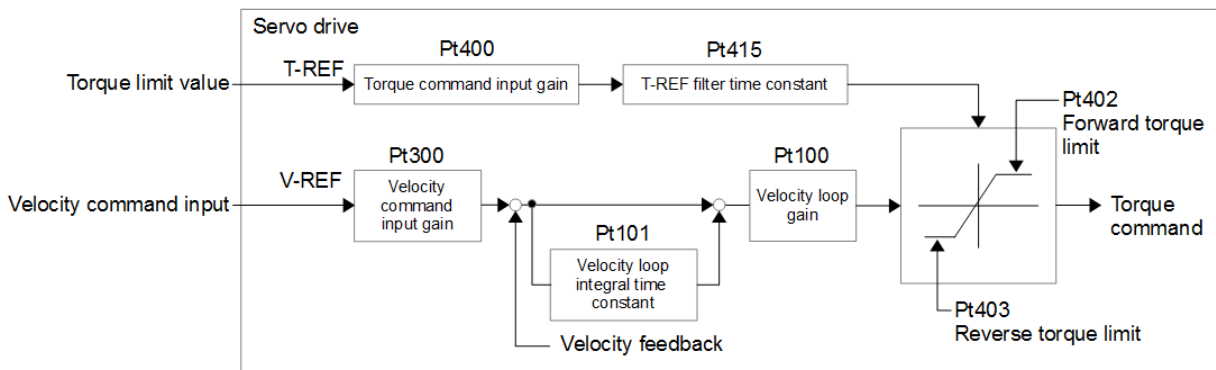 Servo drive
Pt400
Pt415
Torque limit value
T-REF
Torque command input gain
T-REF filter time constant
Pt402
Forward torque
limit
Pt300
Pt100
Velocity command input
V-REF
Velocity
command
input gain
Velocity loop
gain
Torque
command
Pt101
Velocity loop
integral time
constant
Pt403
Reverse torque limit
Velocity feedback